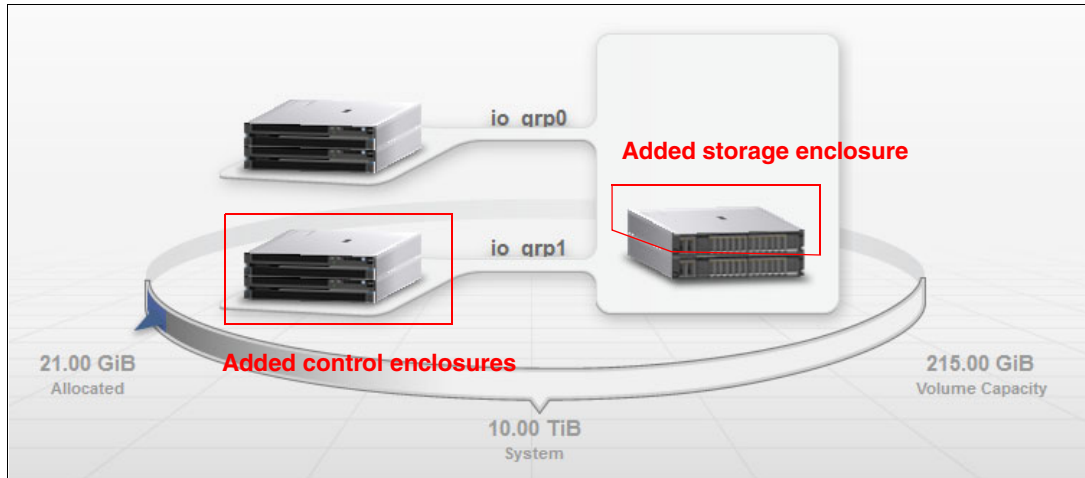 io_grp0
Added storage enclosure
io_grp1
Added control enclosures
21.00 GiB
Allocated
215.00 GiB
Volume Capacity
10.00 TiB
System